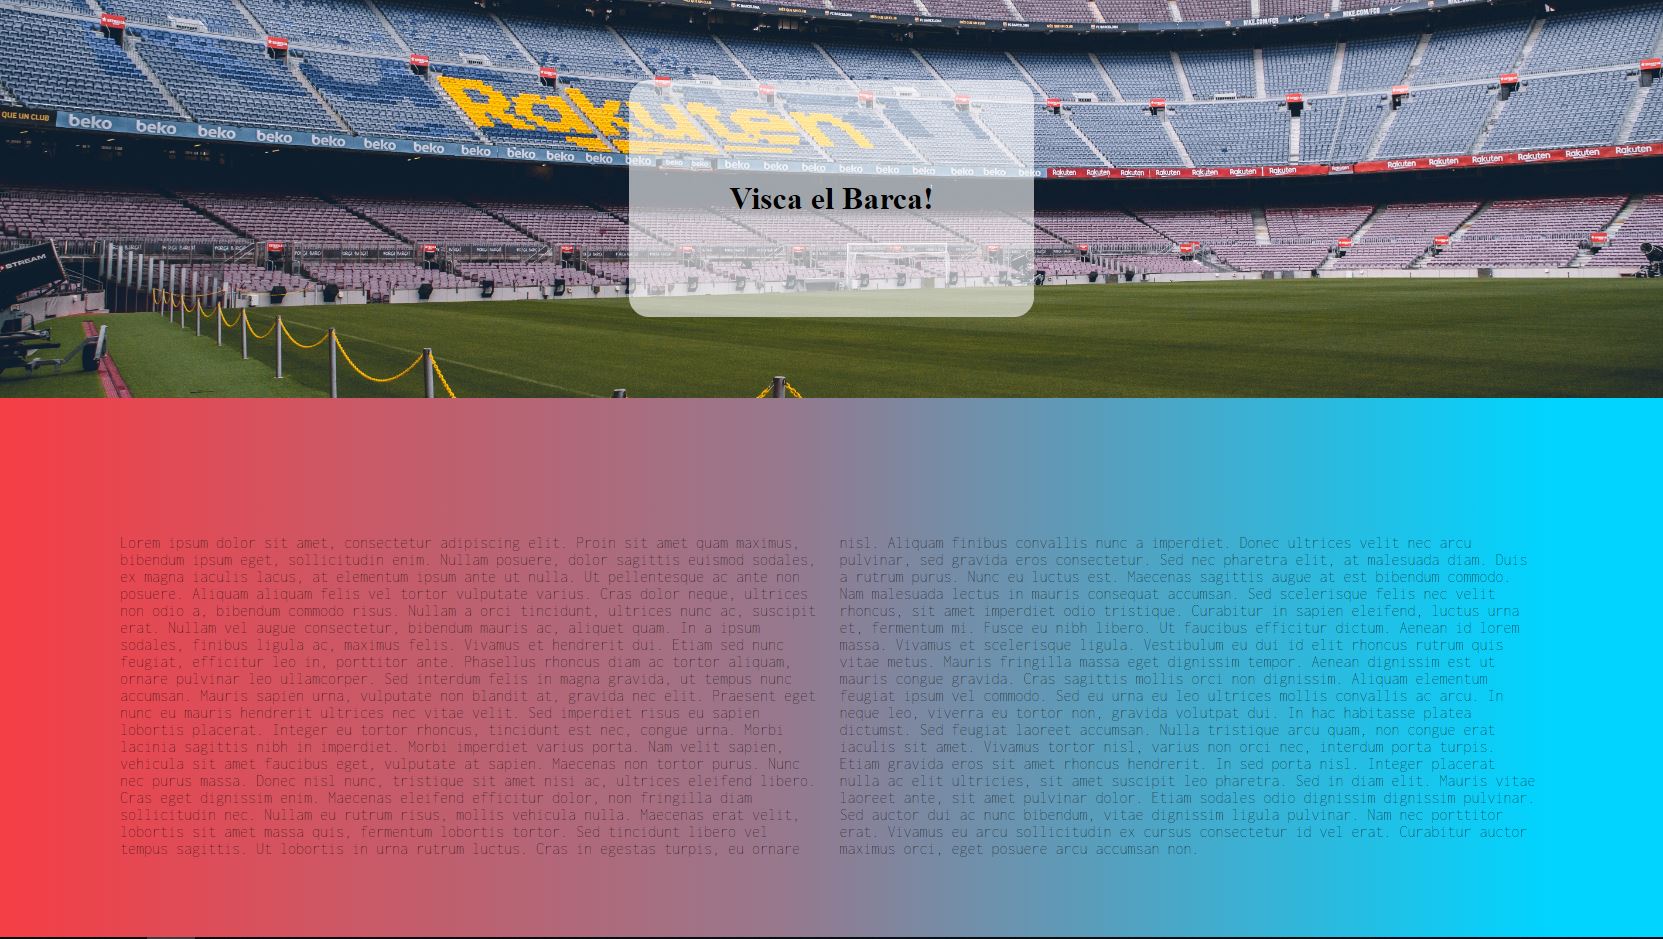 NIKE.COM/FCB
Rakuten
QUE UN CLUB
beko beko beko beko beko beko beko beko beko beko beko beko beko beko beko beko beko
Rakuten Rakuten Rakuten Rakuten Rakuten Rakuten Rakuten Rakuten Rakuten Rakuten
Visca el Barca!
STREAM
Lorem ipsum dolor sit amet, consectetur adipiscing elit. Proin sit amet quam maximus,
bibendum ipsum eget, sollicitudin enim. Nullam posuere, dolor sagittis euismod sodales,
ex magna iaculis lacus, at elementum ipsum ante ut nulla. Ut pellentesque ac ante non
posuere. Aliquam aliquam felis vel tortor vulputate varius. Cras dolor neque, ultrices
non odio a, bibendum commodo risus. Nullam a orci tincidunt, ultrices nunc ac, suscipit
erat. Nullam vel augue consectetur, bibendum mauris ac, aliquet quam. In a ipsum
sodales, finibus ligula ac, maximus felis. Vivamus et hendrerit dui. Etiam sed nunc
feugiat, efficitur leo in, porttitor ante. Phasellus rhoncus diam ac tortor aliquam,
ornare pulvinar leo ullamcorper. Sed interdum felis in magna gravida, ut tempus nunc
accumsan. Mauris sapien urna, vulputate non blandit at, gravida nec elit. Praesent eget
nunc eu mauris hendrerit ultrices nec vitae velit. Sed imperdiet risus eu sapien
lobortis placerat. Integer eu tortor rhoncus, tincidunt est nec, congue urna. Morbi
lacinia sagittis nibh in imperdiet. Morbi imperdiet varius porta. Nam velit sapien,
vehicula sit amet faucibus eget, vulputate at sapien. Maecenas non tortor purus. Nunc
nec purus massa. Donec nisl nunc, tristique sit amet nisi ac, ultrices eleifend libero.
Cras eget dignissim enim. Maecenas eleifend efficitur dolor, non fringilla diam
sollicitudin nec. Nullam eu rutrum risus, mollis vehicula nulla. Maecenas erat velit,
lobortis sit amet massa quis, fermentum lobortis tortor. Sed tincidunt libero vel
tempus sagittis. Ut lobortis in urna rutrum luctus. Cras in egestas turpis, eu ornare
nisl. Aliquam finibus convallis nunc a imperdiet. Donec ultrices velit nec arcu
pulvinar, sed gravida eros consectetur. Sed nec pharetra elit, at malesuada diam. Duis
a rutrum purus. Nunc eu luctus est. Maecenas sagittis augue at est bibendum commodo.
Nam malesuada lectus in mauris consequat accumsan. Sed scelerisque felis nec velit
rhoncus, sit amet imperdiet odio tristique. Curabitur in sapien eleifend, luctus urna
et, fermentum mi. Fusce eu nibh libero. Ut faucibus efficitur dictum. Aenean id lorem
massa. Vivamus et scelerisque ligula. Vestibulum eu dui id elit rhoncus rutrum quis
vitae metus. Mauris fringilla massa eget dignissim tempor. Aenean dignissim est ut
mauris congue gravida. Cras sagittis mollis orci non dignissim. Aliquam elementum
feugiat ipsum vel commodo. Sed eu urna eu leo ultrices mollis convallis ac arcu. In
neque leo, viverra eu tortor non, gravida volutpat dui. In hac habitasse platea
dictumst. Sed feugiat laoreet accumsan. Nulla tristique arcu quam, non congue erat
iaculis sit amet. Vivamus tortor nisl, varius non orci nec, interdum porta turpis.
Etiam gravida eros sit amet rhoncus hendrerit. In sed porta nisl. Integer placerat
nulla ac elit ultricies, sit amet suscipit leo pharetra. Sed in diam elit. Mauris vitae
laoreet ante, sit amet pulvinar dolor. Etiam sodales odio dignissim dignissim pulvinar.
Sed auctor dui ac nunc bibendum, vitae dignissim ligula pulvinar. Nam nec porttitor
erat. Vivamus eu arcu sollicitudin ex cursus consectetur id vel erat. Curabitur auctor
maximus orci, eget posuere arcu accumsan non.